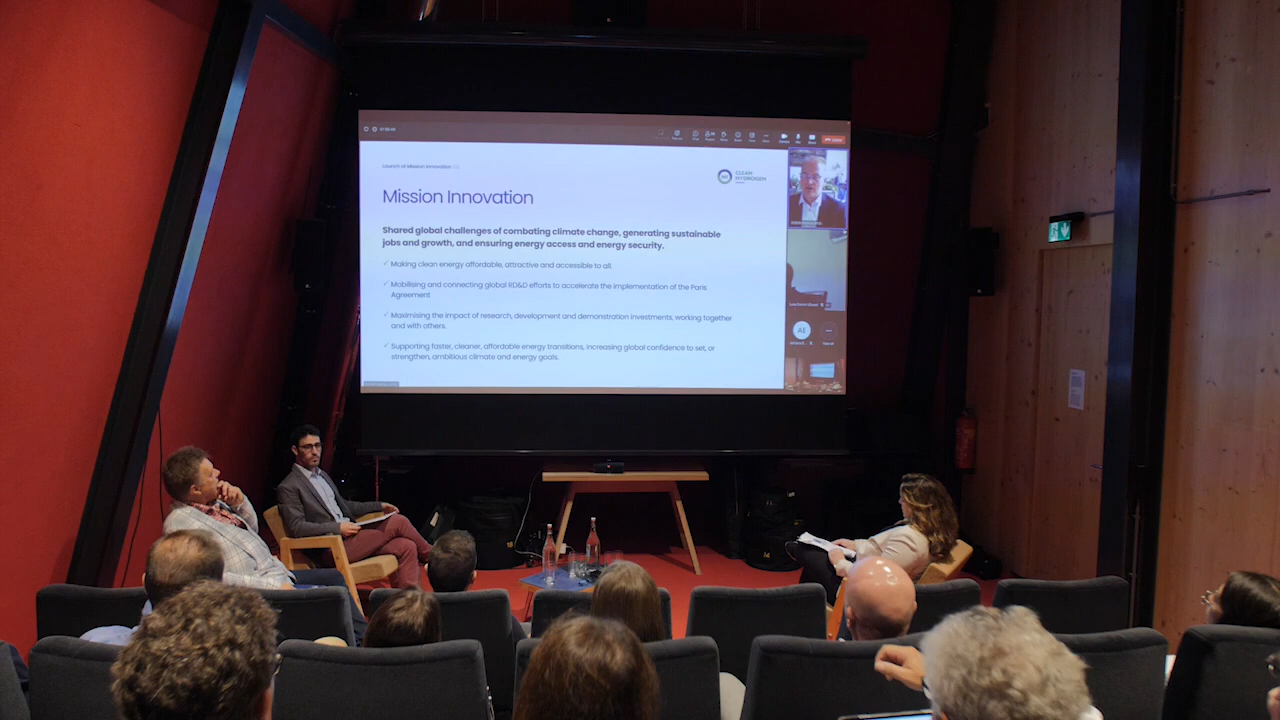 Launch of Mission Innovation
CLEAN
HYDROGEN
Mission Innovation
Shared global challenges of combating climate change, generating sustainable
jobs and growth, and ensuring energy access and energy security.
✓ Making clean energy affordable, attractive and accessible to all.
✓ Mobilising and connecting global RD&D efforts to accelerate the implementation of the Paris
Agreement
✓ Maximising the impact of research, development and demonstration investments, working together
and with others.
✓ Supporting faster, cleaner, affordable energy transitions, increasing global confidence to set, or
strengthen, ambitious climate and energy goals.
AE